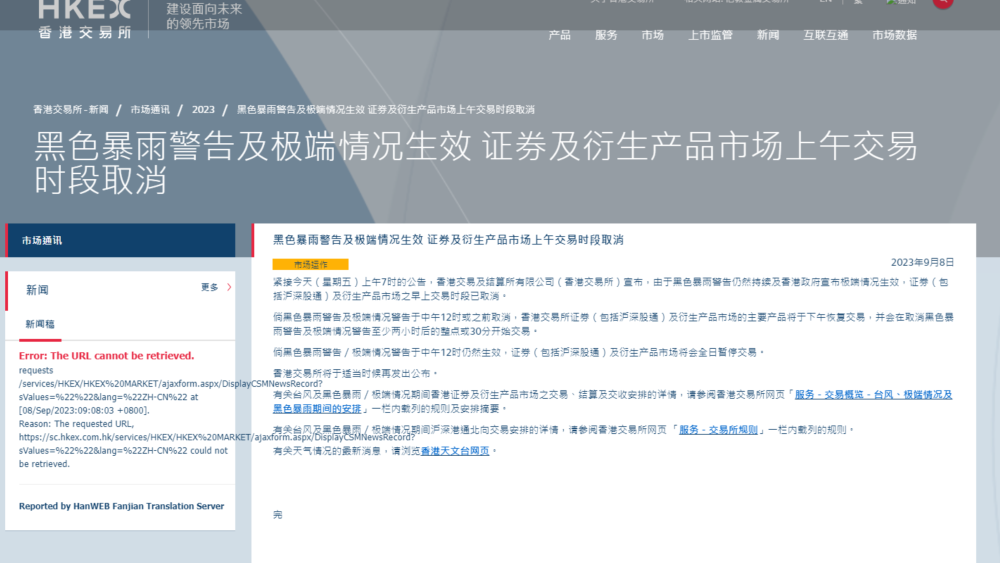 HKEX
香港交易所
建设面向未来
的领先市场
EN
繁
产品
服务
市场
上市监管
新闻
互联互通
市场数据
香港交易所 - 新闻 / 市场通讯 / 2023 / 黑色暴雨警告及极端情况生效 证券及衍生产品市场上午交易时段取消
黑色暴雨警告及极端情况生效 证券及衍生产品市场上午交易
时段取消
市场通讯
新闻
更多
新闻稿
Error: The URL cannot be retrieved.
requests
/services/HKEX/HKEX%20MARKET/ajaxform.aspx/DisplayCSMNewsRecord?
sValues=%22%22&lang=%22ZH-CN%22 at
[08/Sep/2023:09:08:03 +0800].
Reason: The requested URL,
https://sc.hkex.com.hk/services/HKEX/HKEX%20MARKET/ajaxform.aspx/DisplayCSMNewsRecord?
sValues=%22%22&lang=%22ZH-CN%22 could not
be retrieved.
Reported by HanWEB Fanjian Translation Server
黑色暴雨警告及极端情况生效 证券及衍生产品市场上午交易时段取消
市场运作
2023年9月8日
紧接今天（星期五）上午7时的公告，香港交易及结算所有限公司（香港交易所）宣布，由于黑色暴雨警告仍然持续及香港政府宣布极端情况生效，证券（包
括沪深股通）及衍生产品市场之早上交易时段已取消。
倘黑色暴雨警告及极端情况警告于中午12时或之前取消，香港交易所证券（包括沪深股通）及衍生产品市场的主要产品将于下午恢复交易，并会在取消黑色暴
雨警告及极端情况警告至少两小时后的整点或30分开始交易。
倘黑色暴雨警告 / 极端情况警告于中午12时仍然生效，证券（包括沪深股通）及衍生产品市场将会全日暂停交易。
香港交易所将于适当时候再发出公布。
有关台风及黑色暴雨 / 极端情况期间香港证券及衍生产品市场之交易、结算及交收安排的详情，请参阅香港交易所网页「服务 - 交易概览 - 台风、极端情况及
黑色暴雨期间的安排」一栏内载列的规则及安排摘要。
有关台风及黑色暴雨 / 极端情况期间沪深港通北向交易安排的详情，请参阅香港交易所网页 「服务 - 交易所规则」一栏内载列的规则。
有关天气情况的最新消息，请浏览香港天文台网页。
完